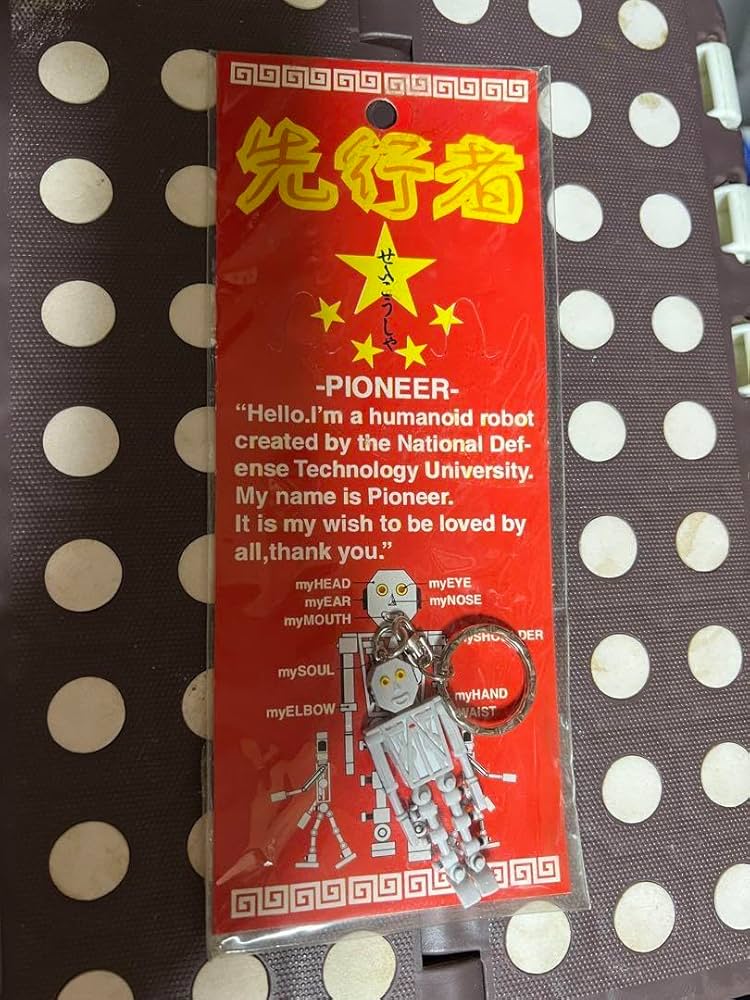 先行者
せんこうしゃ
-PIONEER-
“Hello.I’m a humanoid robot
created by the National Def-
ense Technology University.
My name is Pioneer.
It is my wish to be loved by
all,thank you.”
myHEAD myEYE
myEAR myNOSE
myMOUTH
mySOUL
myHAND
myELBOW WAIST